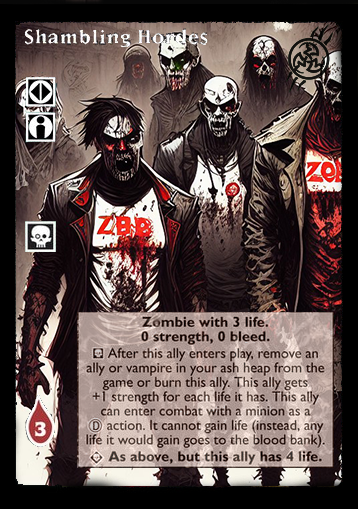 Shambling Hordes
ZBB
Ze
Zombie with 3 life.
0 strength, 0 bleed.
After this ally enters play, remove an
ally or vampire in your ash heap from the
game or burn this ally. This ally gets
+1 strength for each life it has. This ally
can enter combat with a minion as a
Ⓓ action. It cannot gain life (instead, any
life it would gain goes to the blood bank).
As above, but this ally has 4 life.
3